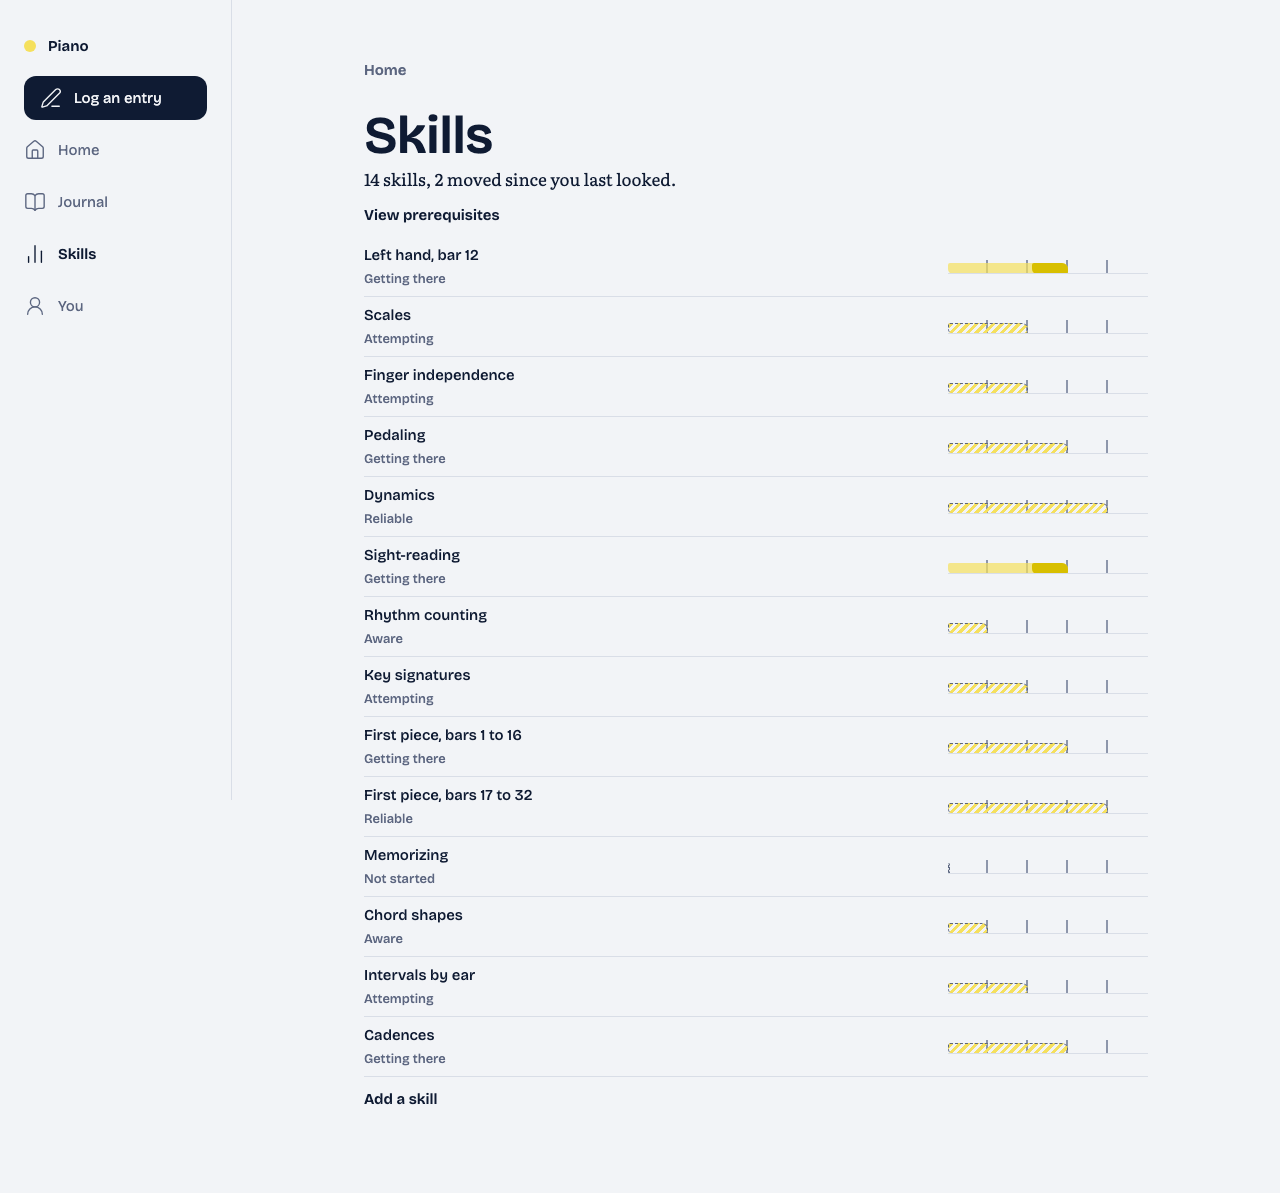 Piano
Log an entry
Home
Journal
Skills
You
Home
Skills
14 skills, 2 moved since you last looked.
View prerequisites
Left hand, bar 12
Getting there
Scales
Attempting
Finger independence
Attempting
Pedaling
Getting there
Dynamics
Reliable
Sight-reading
Getting there
Rhythm counting
Aware
Key signatures
Attempting
First piece, bars 1 to 16
Getting there
First piece, bars 17 to 32
Reliable
Memorizing
Not started
Chord shapes
Aware
Intervals by ear
Attempting
Cadences
Getting there
Add a skill